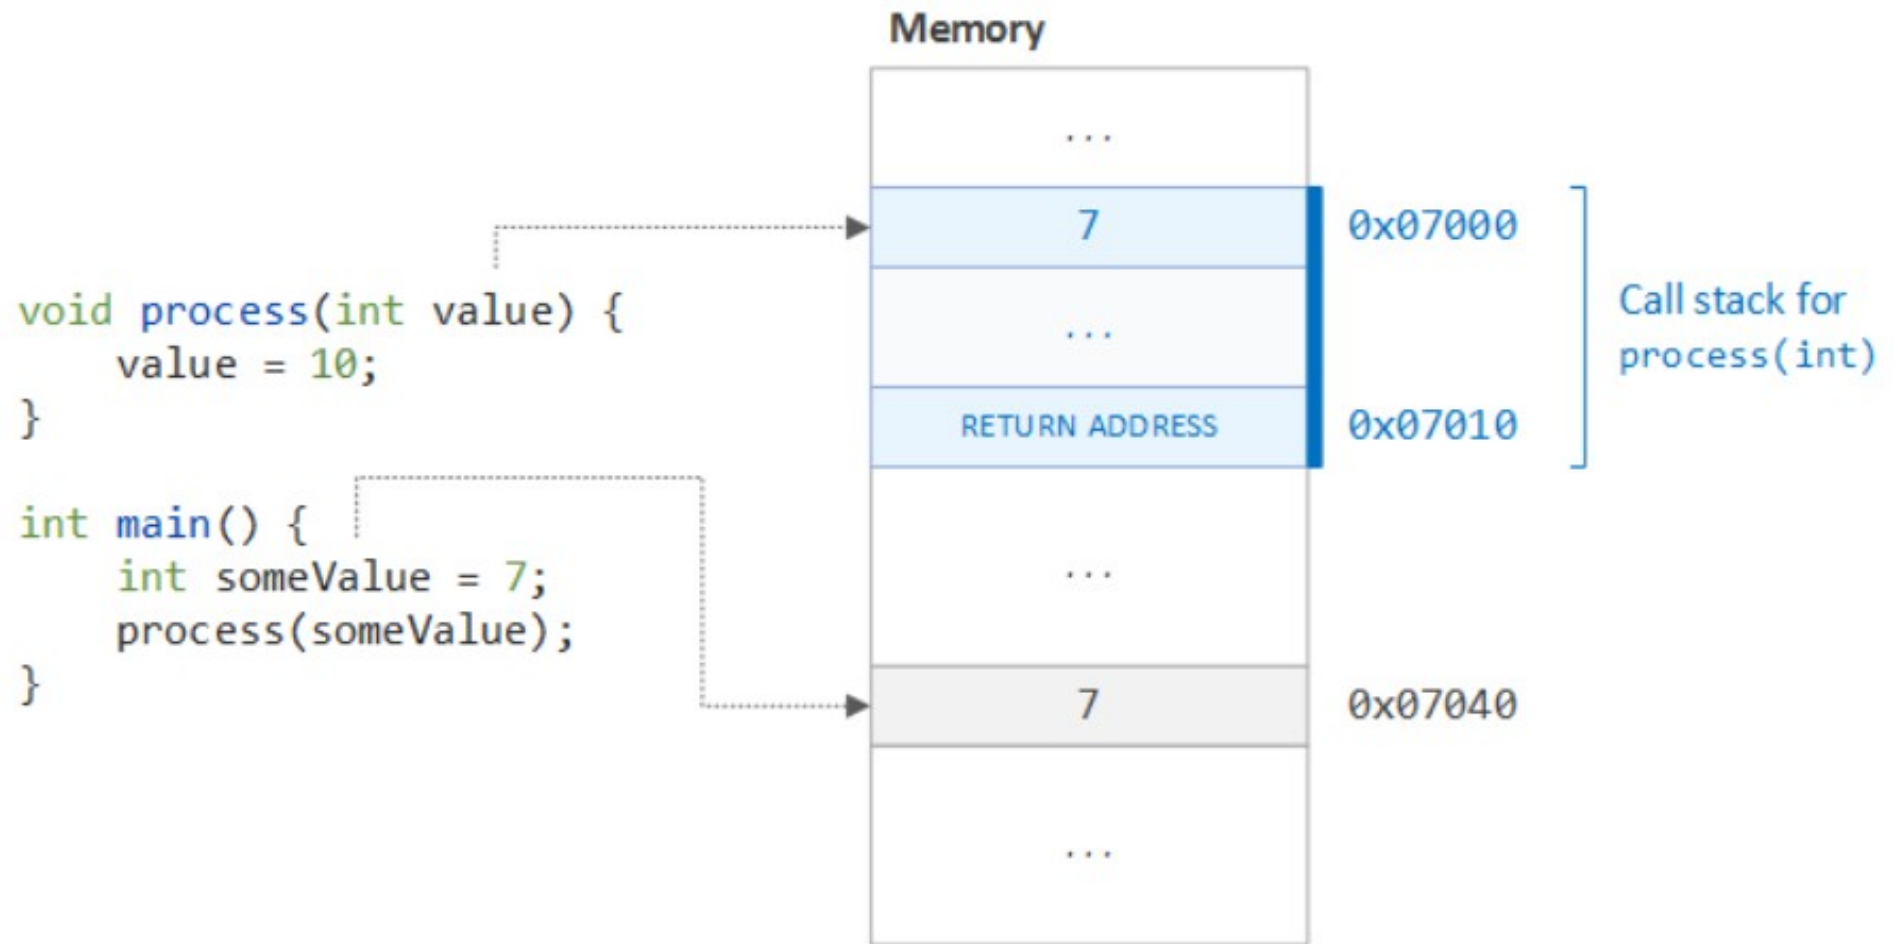 Memory
...
7
0x07000
void process(int value) {
    value = 10;
}
...
Call stack for
process(int)
RETURN ADDRESS
0x07010
int main() {
    int someValue = 7;
    process(someValue);
}
...
7
0x07040
...